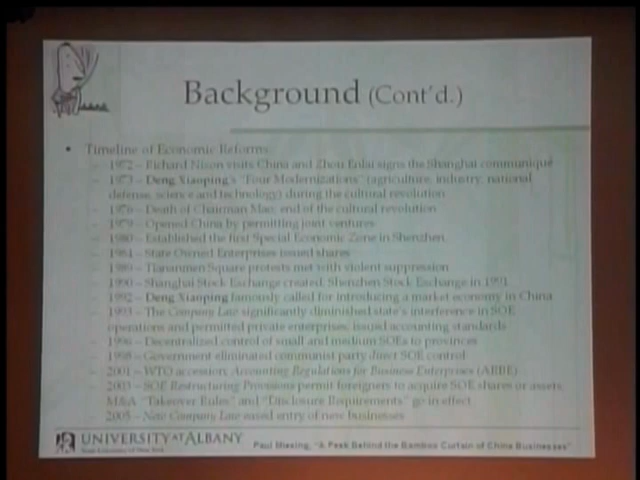 Background (Cont'd.)
• Timeline of Economic Reforms
– 1972 – Richard Nixon visits China and Zhou Enlai signs the Shanghai communiqué
– 1973 – Deng Xiaoping's "Four Modernizations" (agriculture, industry, national
defense, science and technology) during the cultural revolution
– 1976 – Death of Chairman Mao; end of the cultural revolution
– 1979 – Opened China by permitting joint ventures
– 1980 – Established the first Special Economic Zone in Shenzhen
– 1984 – State Owned Enterprises issued shares
– 1989 – Tiananmen Square protests met with violent suppression
– 1990 – Shanghai Stock Exchange created; Shenzhen Stock Exchange in 1991
– 1992 – Deng Xiaoping famously called for introducing a market economy in China
– 1993 – The Company Law significantly diminished state's interference in SOE
operations and permitted private enterprises; issued accounting standards
– 1996 – Decentralized control of small and medium SOEs to provinces
– 1998 – Government eliminated communist party direct SOE control
– 2001 – WTO accession; Accounting Regulations for Business Enterprises (ARBE)
– 2003 – SOE Restructuring Provisions permit foreigners to acquire SOE shares or assets;
M&A "Takeover Rules" and "Disclosure Requirements" go in effect
– 2005 – New Company Law eased entry of new businesses
UNIVERSITY AT ALBANY
State University of New York
Paul Miesing, "A Peek Behind the Bamboo Curtain of China Businesses"